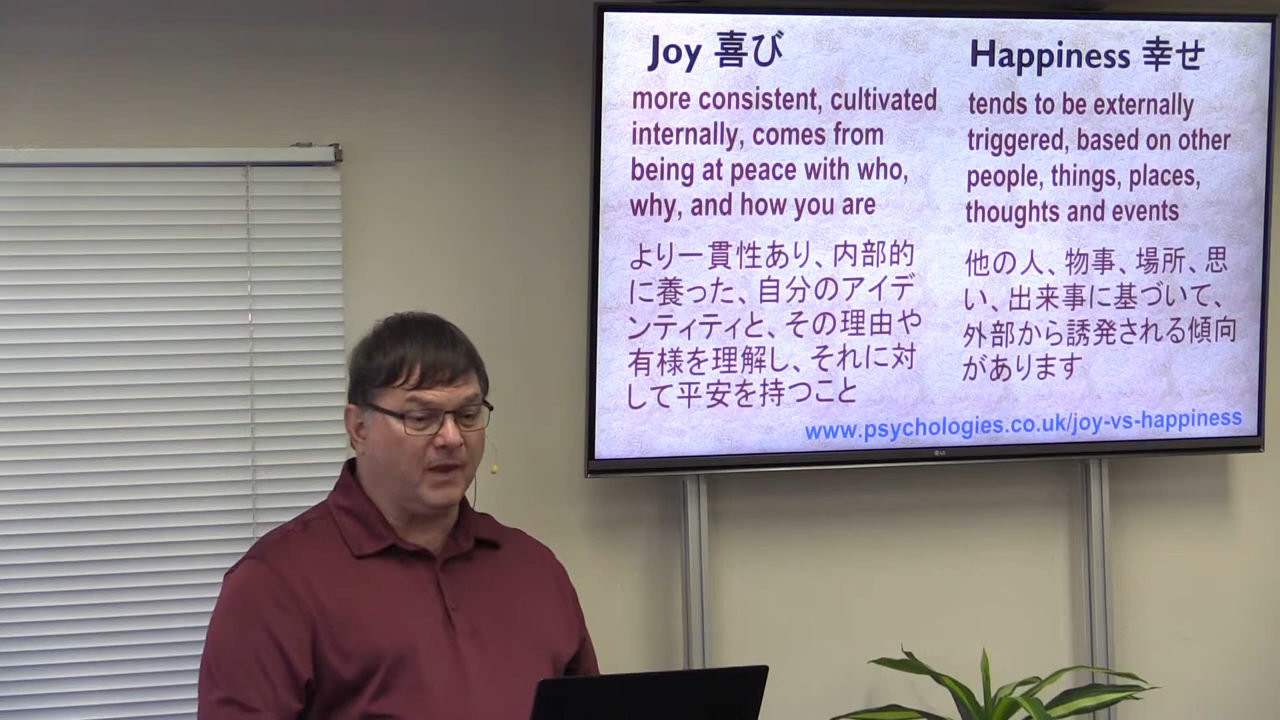 Joy 喜び
more consistent, cultivated
internally, comes from
being at peace with who,
why, and how you are
より一貫性あり、内部的
に養った、自分のアイデ
ンティティと、その理由や
有様を理解し、それに対
して平安を持つこと
Happiness 幸せ
tends to be externally
triggered, based on other
people, things, places,
thoughts and events
他の人、物事、場所、思
い、出来事に基づいて、
外部から誘発される傾向
があります
www.psychologies.co.uk/joy-vs-happiness
LG